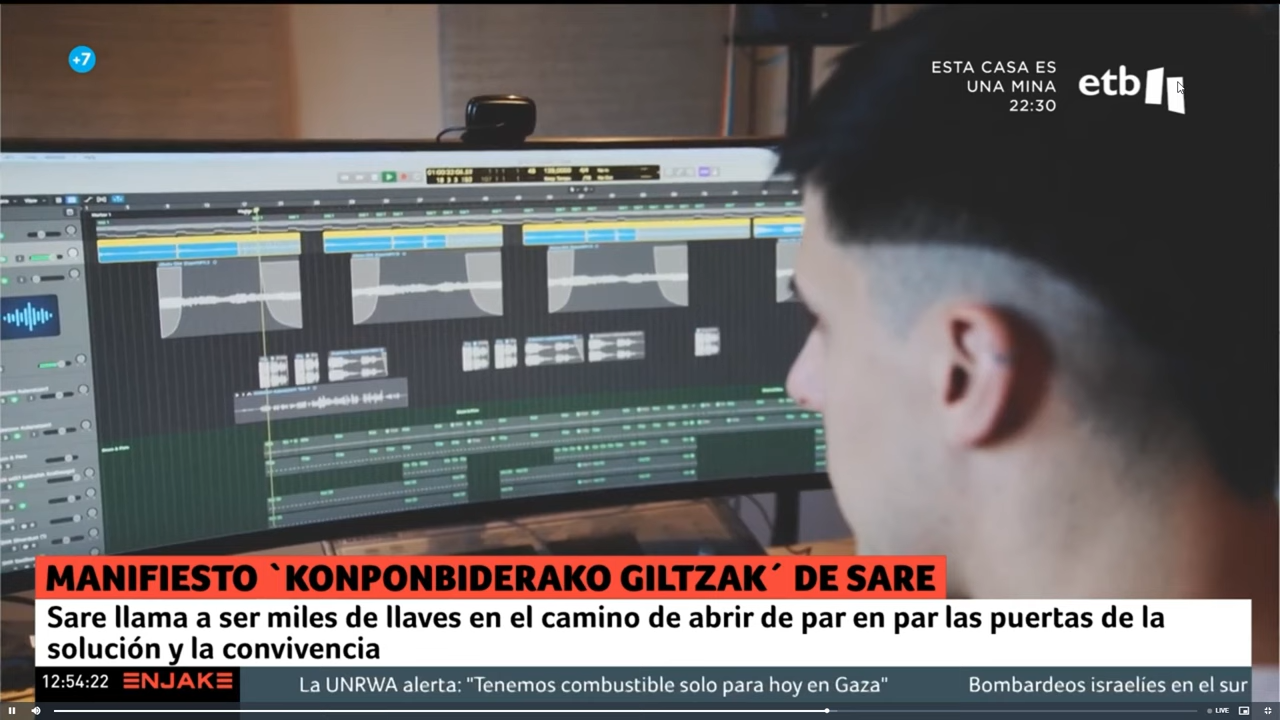 +7
ESTA CASA ES
UNA MINA
22:30
etb
MANIFIESTO `KONPONBIDERAKO GILTZAK´ DE SARE
Sare llama a ser miles de llaves en el camino de abrir de par en par las puertas de la
solución y la convivencia
12:54:22 ENJAKE La UNRWA alerta: "Tenemos combustible solo para hoy en Gaza" Bombardeos israelíes en el sur
LIVE